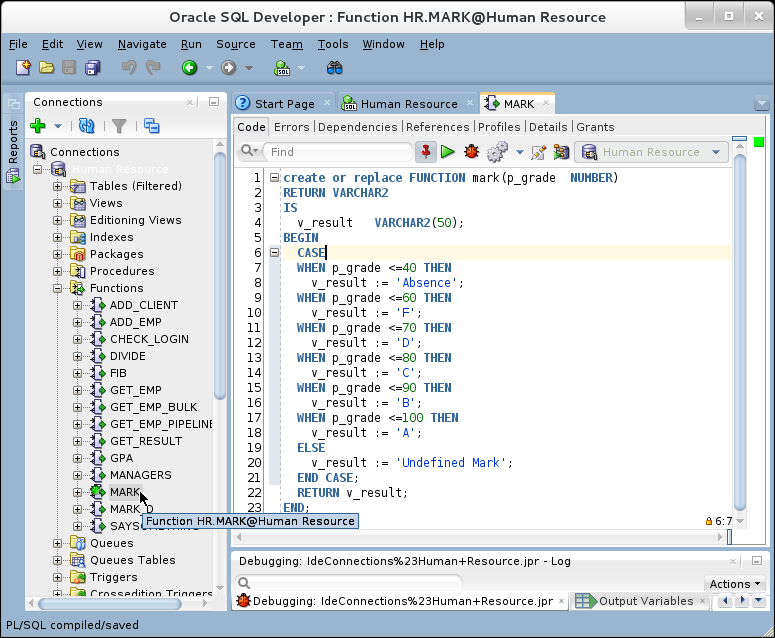 Oracle SQL Developer : Function HR.MARK@Human Resource
File Edit View Navigate Run Source Team Tools Window Help
Reports
Connections
Connections
Human Resource
Tables (Filtered)
Views
Editioning Views
Indexes
Packages
Procedures
Functions
ADD_CLIENT
ADD_EMP
CHECK_LOGIN
DIVIDE
FIB
GET_EMP
GET_EMP_BULK
GET_EMP_PIPELINE
GET_RESULT
GPA
MANAGERS
MARK
Function HR.MARK@Human Resource
Queues
Queues Tables
Triggers
Crossedition Triggers
Start Page Human Resource MARK
Code Errors Dependencies References Profiles Details Grants
Find Human Resource
1 create or replace FUNCTION mark(p_grade  NUMBER)
2 RETURN VARCHAR2
3 IS
4   v_result   VARCHAR2(50);
5 BEGIN
6   CASE
7   WHEN p_grade <=40 THEN
8     v_result := 'Absence';
9   WHEN p_grade <=60 THEN
10     v_result := 'F';
11   WHEN p_grade <=70 THEN
12     v_result := 'D';
13   WHEN p_grade <=80 THEN
14     v_result := 'C';
15   WHEN p_grade <=90 THEN
16     v_result := 'B';
17   WHEN p_grade <=100 THEN
18     v_result := 'A';
19   ELSE
20     v_result := 'Undefined Mark';
21   END CASE;
22   RETURN v_result;
23 END;
6:7
Debugging: IdeConnections%23Human+Resource.jpr - Log
Actions
Debugging: IdeConnections%23Human+Resource.jpr Output Variables
PL/SQL compiled/saved